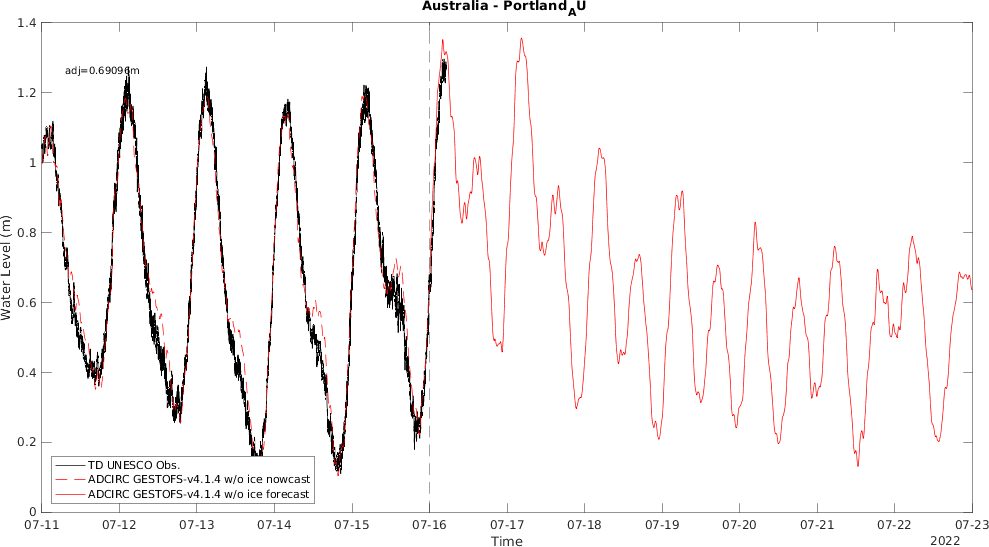 Australia - Portland_AU
adj=0.69096m
Water Level (m)
1.4
1.2
1
0.8
0.6
0.4
0.2
0
TD UNESCO Obs.
ADCIRC GESTOFS-v4.1.4 w/o ice nowcast
ADCIRC GESTOFS-v4.1.4 w/o ice forecast
07-11 07-12 07-13 07-14 07-15 07-16 07-17 07-18 07-19 07-20 07-21 07-22 07-23
Time
2022